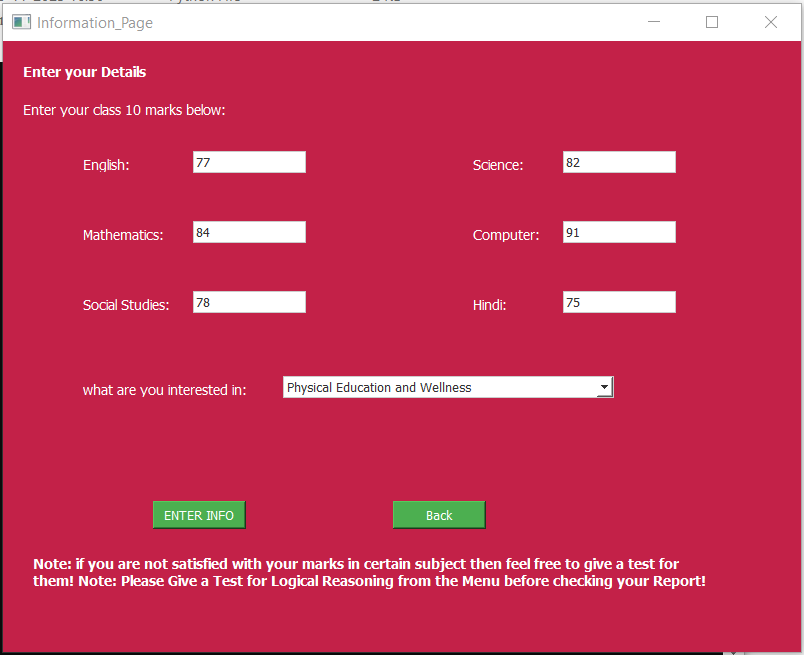 Information_Page
Enter your Details
Enter your class 10 marks below:
English: 77 Science: 82
Mathematics: 84 Computer: 91
Social Studies: 78 Hindi: 75
what are you interested in: Physical Education and Wellness
ENTER INFO Back
Note: if you are not satisfied with your marks in certain subject then feel free to give a test for
them! Note: Please Give a Test for Logical Reasoning from the Menu before checking your Report!